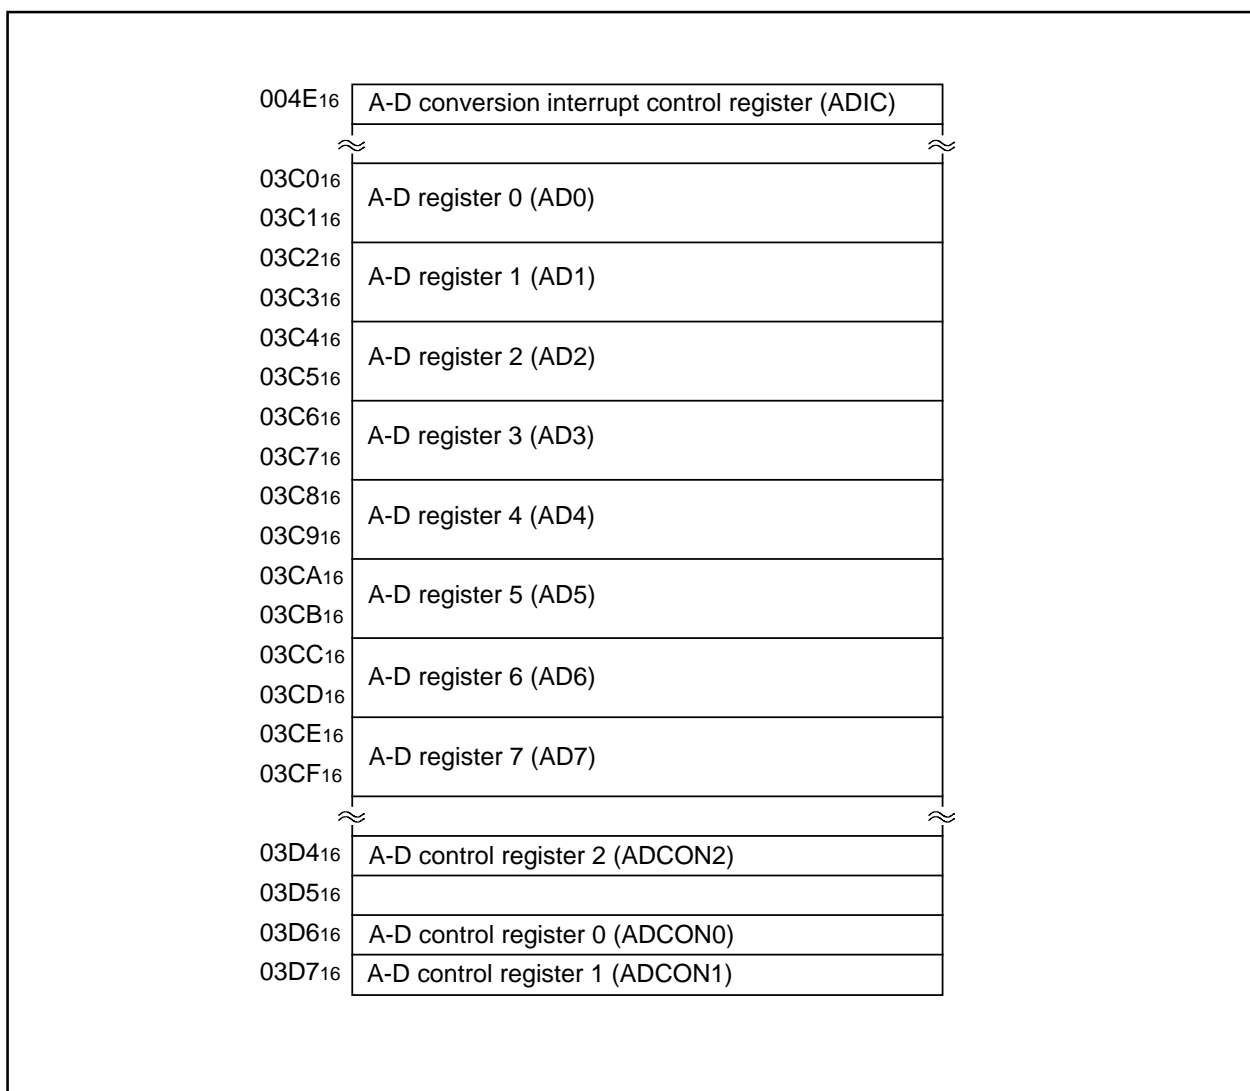 004E16 A-D conversion interrupt control register (ADIC)
03C016
A-D register 0 (AD0)
03C116
03C216
A-D register 1 (AD1)
03C316
03C416
A-D register 2 (AD2)
03C516
03C616
A-D register 3 (AD3)
03C716
03C816
A-D register 4 (AD4)
03C916
03CA16
A-D register 5 (AD5)
03CB16
03CC16
A-D register 6 (AD6)
03CD16
03CE16
A-D register 7 (AD7)
03CF16
03D416 A-D control register 2 (ADCON2)
03D516
03D616 A-D control register 0 (ADCON0)
03D716 A-D control register 1 (ADCON1)